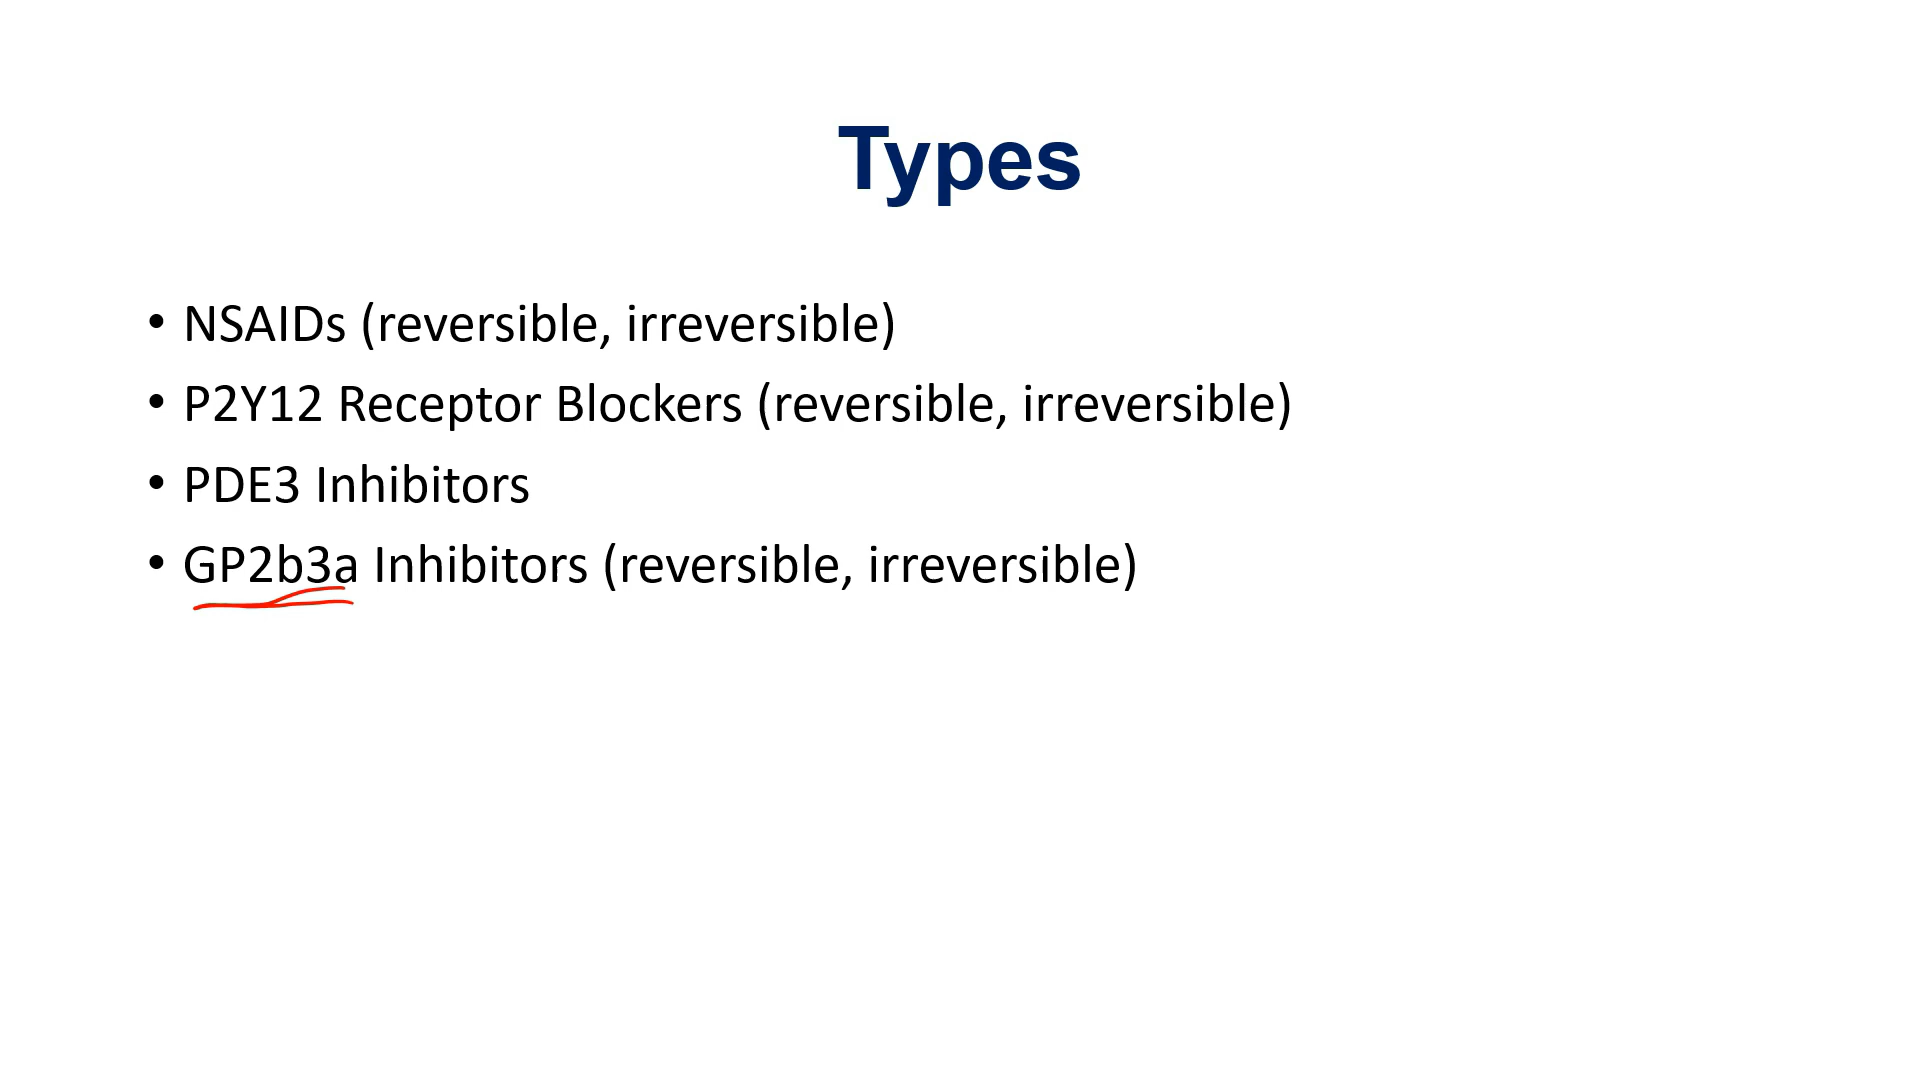 Types
• NSAIDs (reversible, irreversible)
• P2Y12 Receptor Blockers (reversible, irreversible)
• PDE3 Inhibitors
• GP2b3a Inhibitors (reversible, irreversible)